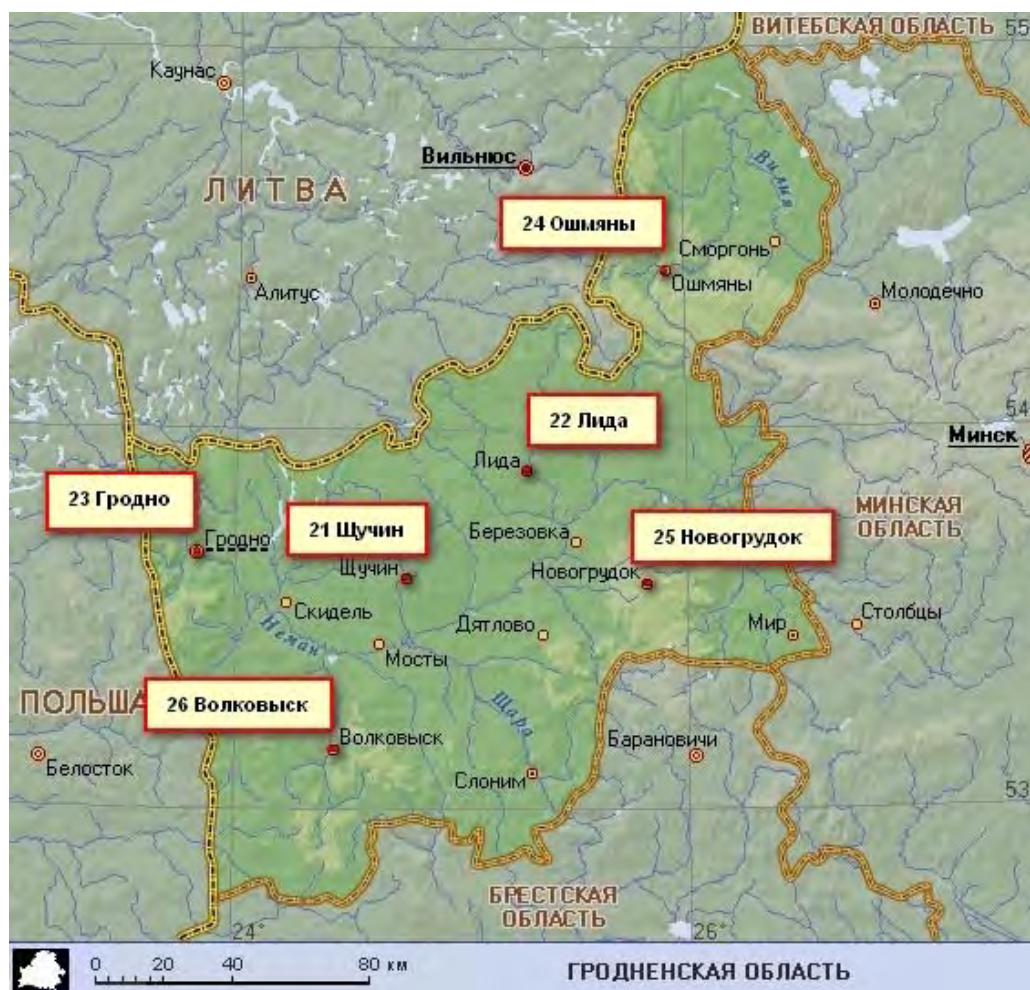 ВИТЕБСКАЯ ОБЛАСТЬ
55
Каунас
Вильнюс
ЛИТВА
Вилия
24 Ошмяны
Сморгонь
Ошмяны
Алитус
Молодечно
54
22 Лида
Минск
Лида
23 Гродно
МИНСКАЯ
ОБЛАСТЬ
21 Щучин
Березовка
25 Новогрудок
Гродно
Щучин
Новогрудок
Скидель
Неман
Дятлово
Мир
Столбцы
Мосты
ПОЛЬША
26 Волковыск
Щара
Волковыск
Барановичи
Белосток
Слоним
53
БРЕСТСКАЯ
ОБЛАСТЬ
24°
26°
0 20 40 80 км
ГРОДНЕНСКАЯ ОБЛАСТЬ